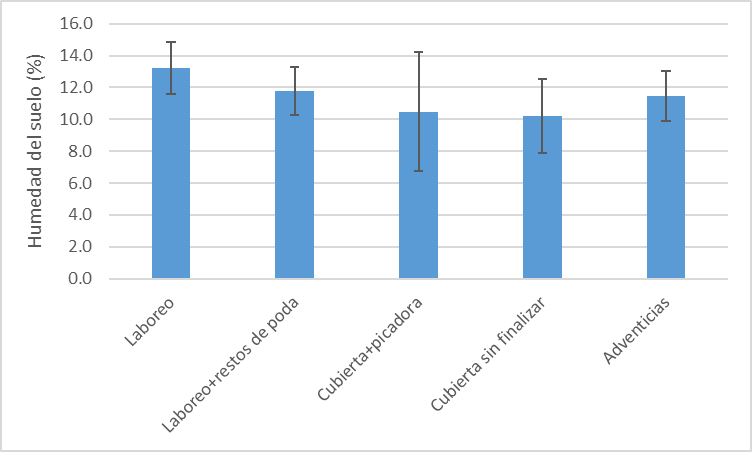 16.0
14.0
12.0
10.0
8.0
6.0
4.0
2.0
0.0
Humedad del suelo (%)
Laboreo
Laboreo+restos de poda
Cubierta+picadora
Cubierta sin finalizar
Adventicias